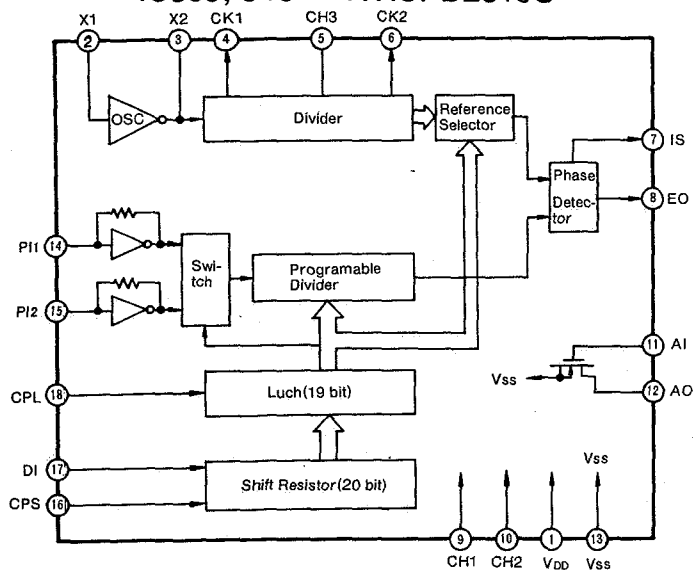 X1 X2 CK1 CH3 CK2
2 3 4 5 6
OSC
Divider
Reference
Selector
7 IS
Phase
Detec-
tor
8 EO
PI1 14
Swi-
tch
Programable
Divider
PI2 15
11 AI
Vss
12 AO
CPL 18
Luch(19 bit)
DI 17
Shift Resistor(20 bit)
CPS 16
Vss
9 10 1 13
CH1 CH2 VDD Vss